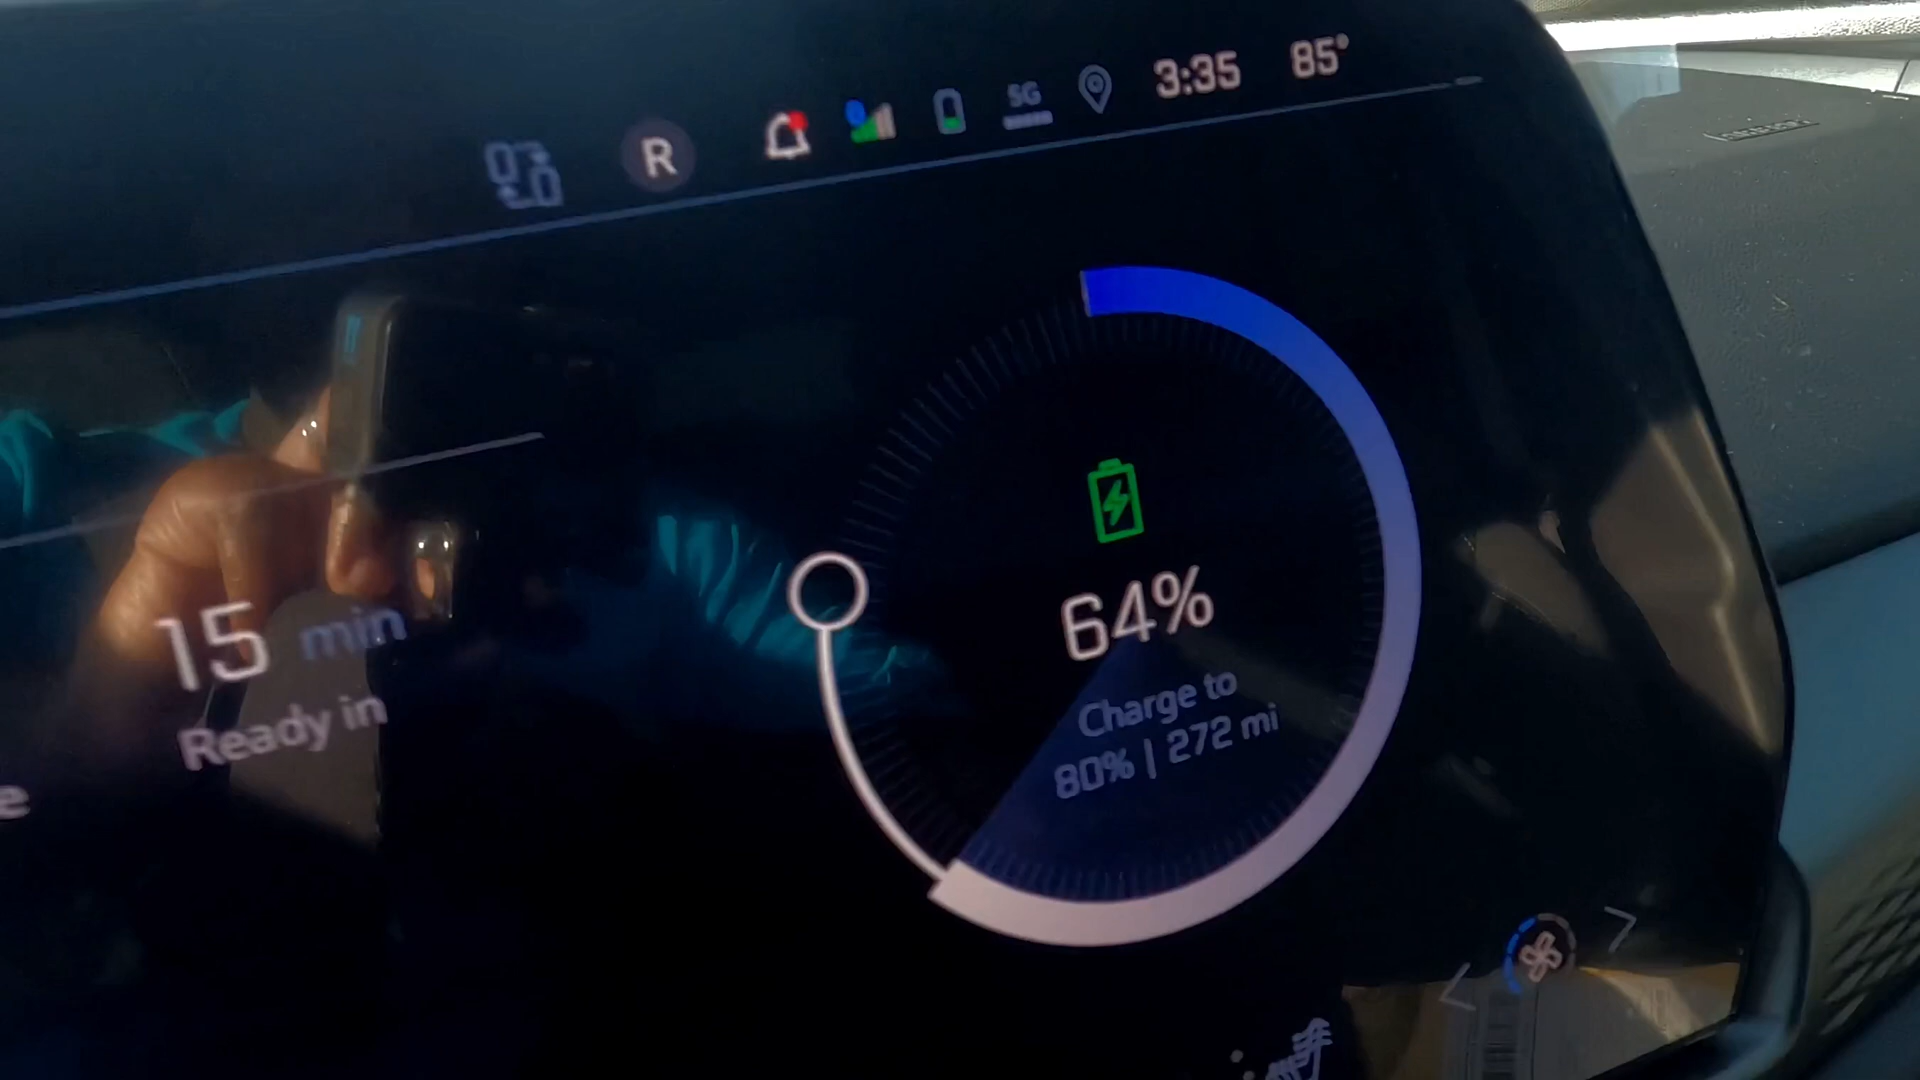 R
5G
3:35
85°
64%
Charge to
80% | 272 mi
15 min
Ready in
e